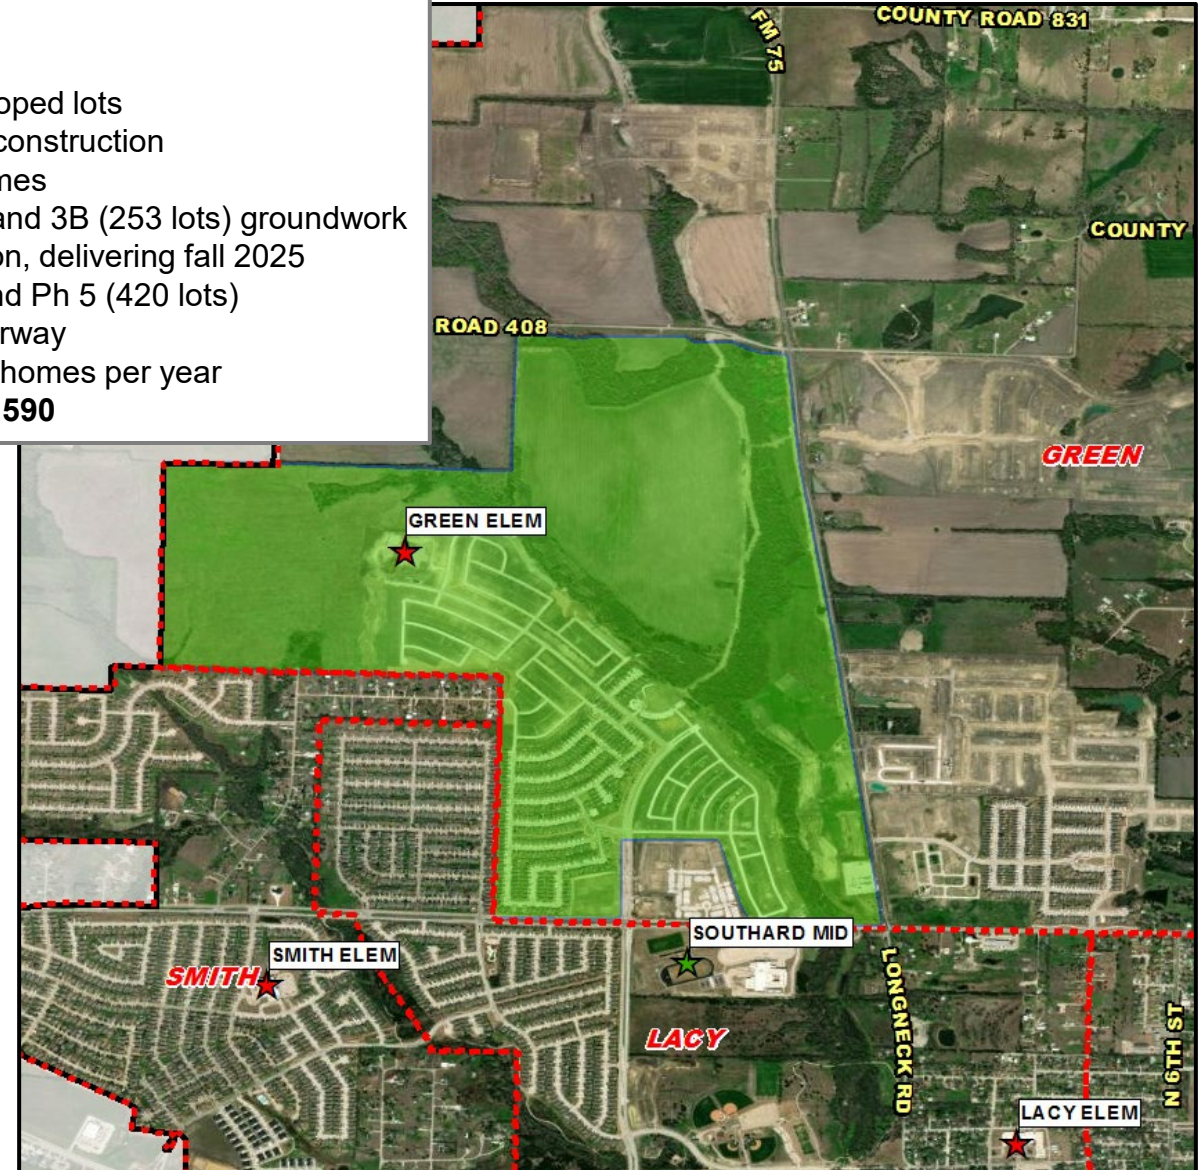 oped lots
construction
mes
and 3B (253 lots) groundwork
on, delivering fall 2025
nd Ph 5 (420 lots)
rway
homes per year
590
FM 75
COUNTY ROAD 831
COUNTY
ROAD 408
GREEN
GREEN ELEM
SOUTHARD MID
SMITH ELEM
SMITH
LACY
LONGNECK RD
N 6TH ST
LACY ELEM